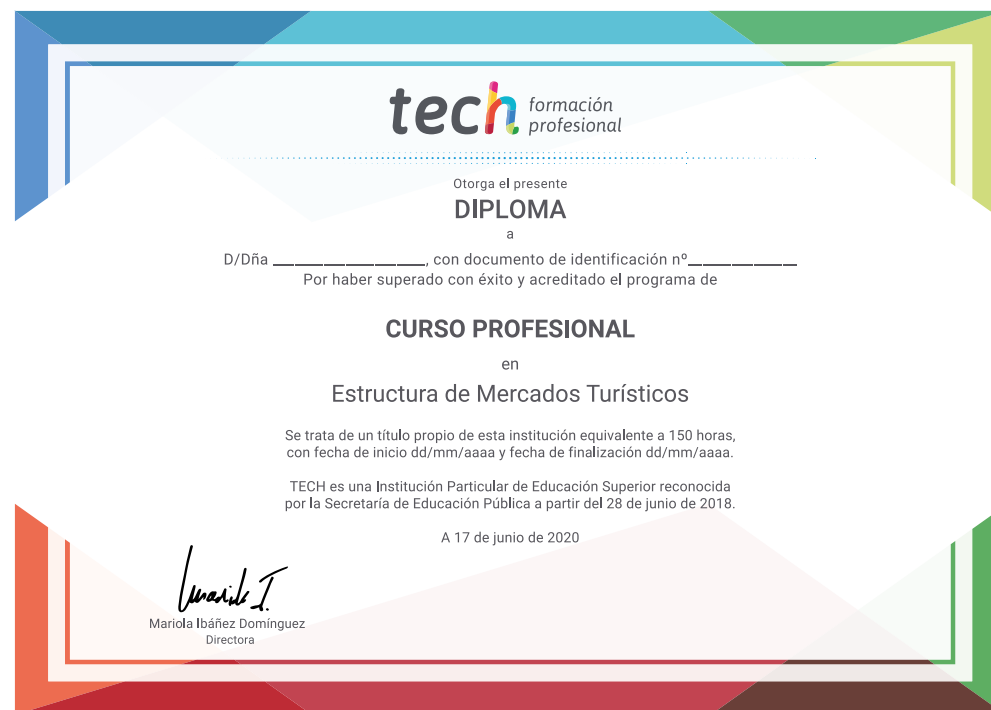 tech formación
profesional
Otorga el presente
DIPLOMA
a
D/Dña ____________________, con documento de identificación nº______________
Por haber superado con éxito y acreditado el programa de
CURSO PROFESIONAL
en
Estructura de Mercados Turísticos
Se trata de un título propio de esta institución equivalente a 150 horas,
con fecha de inicio dd/mm/aaaa y fecha de finalización dd/mm/aaaa.
TECH es una Institución Particular de Educación Superior reconocida
por la Secretaría de Educación Pública a partir del 28 de junio de 2018.
A 17 de junio de 2020
Mariola Ibáñez Domínguez
Directora